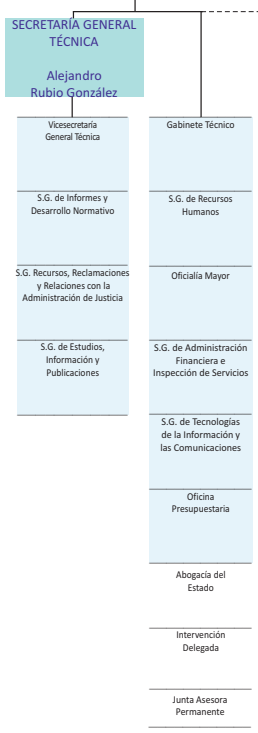 SECRETARÍA GENERAL
TÉCNICA
Alejandro
Rubio González
Vicesecretaría
General Técnica
S.G. de Informes y
Desarrollo Normativo
S.G. Recursos, Reclamaciones
y Relaciones con la
Administración de Justicia
S.G. de Estudios,
Información y
Publicaciones
Gabinete Técnico
S.G. de Recursos
Humanos
Oficialía Mayor
S.G. de Administración
Financiera e
Inspección de Servicios
S.G. de Tecnologías
de la Información y
las Comunicaciones
Oficina
Presupuestaria
Abogacía del
Estado
Intervención
Delegada
Junta Asesora
Permanente